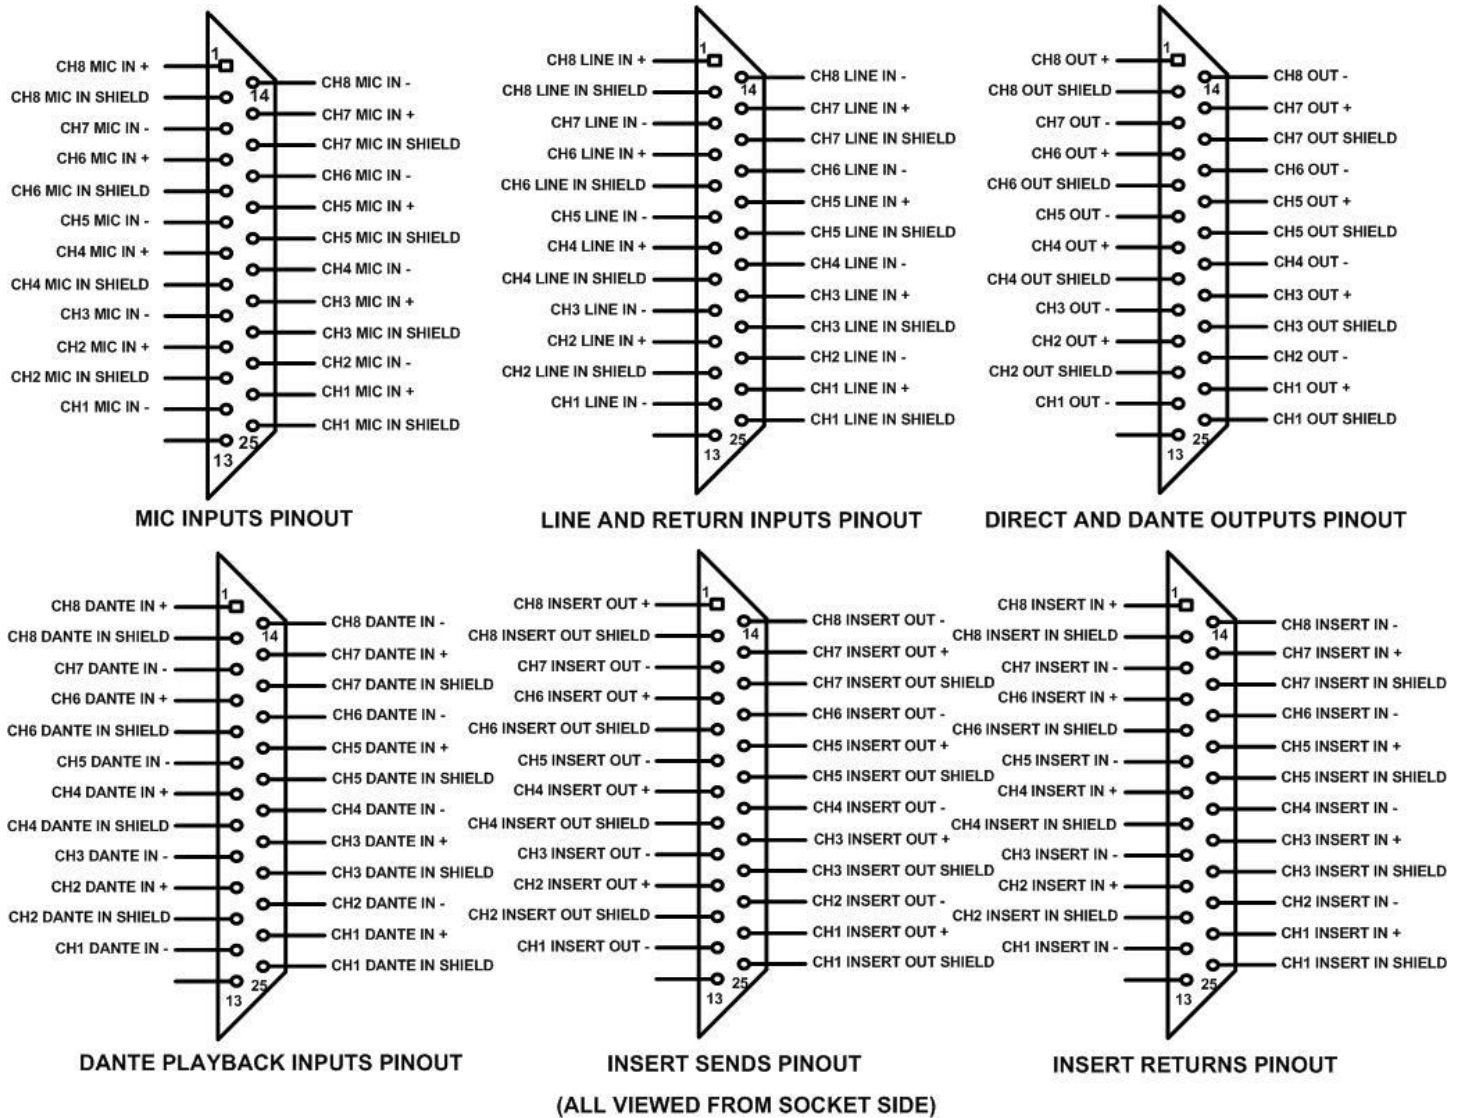 1
CH8 MIC IN +
CH8 MIC IN -
14
CH8 MIC IN SHIELD
CH7 MIC IN +
CH7 MIC IN -
CH7 MIC IN SHIELD
CH6 MIC IN +
CH6 MIC IN -
CH6 MIC IN SHIELD
CH5 MIC IN +
CH5 MIC IN -
CH5 MIC IN SHIELD
CH4 MIC IN +
CH4 MIC IN -
CH4 MIC IN SHIELD
CH3 MIC IN +
CH3 MIC IN -
CH3 MIC IN SHIELD
CH2 MIC IN +
CH2 MIC IN -
CH2 MIC IN SHIELD
CH1 MIC IN +
CH1 MIC IN -
CH1 MIC IN SHIELD
25
13
MIC INPUTS PINOUT
1
CH8 LINE IN +
CH8 LINE IN -
14
CH8 LINE IN SHIELD
CH7 LINE IN +
CH7 LINE IN -
CH7 LINE IN SHIELD
CH6 LINE IN +
CH6 LINE IN -
CH6 LINE IN SHIELD
CH5 LINE IN +
CH5 LINE IN -
CH5 LINE IN SHIELD
CH4 LINE IN +
CH4 LINE IN -
CH4 LINE IN SHIELD
CH3 LINE IN +
CH3 LINE IN -
CH3 LINE IN SHIELD
CH2 LINE IN +
CH2 LINE IN -
CH2 LINE IN SHIELD
CH1 LINE IN +
CH1 LINE IN -
CH1 LINE IN SHIELD
25
13
LINE AND RETURN INPUTS PINOUT
1
CH8 OUT +
CH8 OUT -
14
CH8 OUT SHIELD
CH7 OUT +
CH7 OUT -
CH7 OUT SHIELD
CH6 OUT +
CH6 OUT -
CH6 OUT SHIELD
CH5 OUT +
CH5 OUT -
CH5 OUT SHIELD
CH4 OUT +
CH4 OUT -
CH4 OUT SHIELD
CH3 OUT +
CH3 OUT -
CH3 OUT SHIELD
CH2 OUT +
CH2 OUT -
CH2 OUT SHIELD
CH1 OUT +
CH1 OUT -
CH1 OUT SHIELD
25
13
DIRECT AND DANTE OUTPUTS PINOUT
1
CH8 DANTE IN +
CH8 DANTE IN -
14
CH8 DANTE IN SHIELD
CH7 DANTE IN +
CH7 DANTE IN -
CH7 DANTE IN SHIELD
CH6 DANTE IN +
CH6 DANTE IN -
CH6 DANTE IN SHIELD
CH5 DANTE IN +
CH5 DANTE IN -
CH5 DANTE IN SHIELD
CH4 DANTE IN +
CH4 DANTE IN -
CH4 DANTE IN SHIELD
CH3 DANTE IN +
CH3 DANTE IN -
CH3 DANTE IN SHIELD
CH2 DANTE IN +
CH2 DANTE IN -
CH2 DANTE IN SHIELD
CH1 DANTE IN +
CH1 DANTE IN -
CH1 DANTE IN SHIELD
25
13
DANTE PLAYBACK INPUTS PINOUT
1
CH8 INSERT OUT +
CH8 INSERT OUT -
14
CH8 INSERT OUT SHIELD
CH7 INSERT OUT +
CH7 INSERT OUT -
CH7 INSERT OUT SHIELD
CH6 INSERT OUT +
CH6 INSERT OUT -
CH6 INSERT OUT SHIELD
CH5 INSERT OUT +
CH5 INSERT OUT -
CH5 INSERT OUT SHIELD
CH4 INSERT OUT +
CH4 INSERT OUT -
CH4 INSERT OUT SHIELD
CH3 INSERT OUT +
CH3 INSERT OUT -
CH3 INSERT OUT SHIELD
CH2 INSERT OUT +
CH2 INSERT OUT -
CH2 INSERT OUT SHIELD
CH1 INSERT OUT +
CH1 INSERT OUT -
CH1 INSERT OUT SHIELD
25
13
INSERT SENDS PINOUT
1
CH8 INSERT IN +
CH8 INSERT IN -
14
CH8 INSERT IN SHIELD
CH7 INSERT IN +
CH7 INSERT IN -
CH7 INSERT IN SHIELD
CH6 INSERT IN +
CH6 INSERT IN -
CH6 INSERT IN SHIELD
CH5 INSERT IN +
CH5 INSERT IN -
CH5 INSERT IN SHIELD
CH4 INSERT IN +
CH4 INSERT IN -
CH4 INSERT IN SHIELD
CH3 INSERT IN +
CH3 INSERT IN -
CH3 INSERT IN SHIELD
CH2 INSERT IN +
CH2 INSERT IN -
CH2 INSERT IN SHIELD
CH1 INSERT IN +
CH1 INSERT IN -
CH1 INSERT IN SHIELD
25
13
INSERT RETURNS PINOUT
(ALL VIEWED FROM SOCKET SIDE)